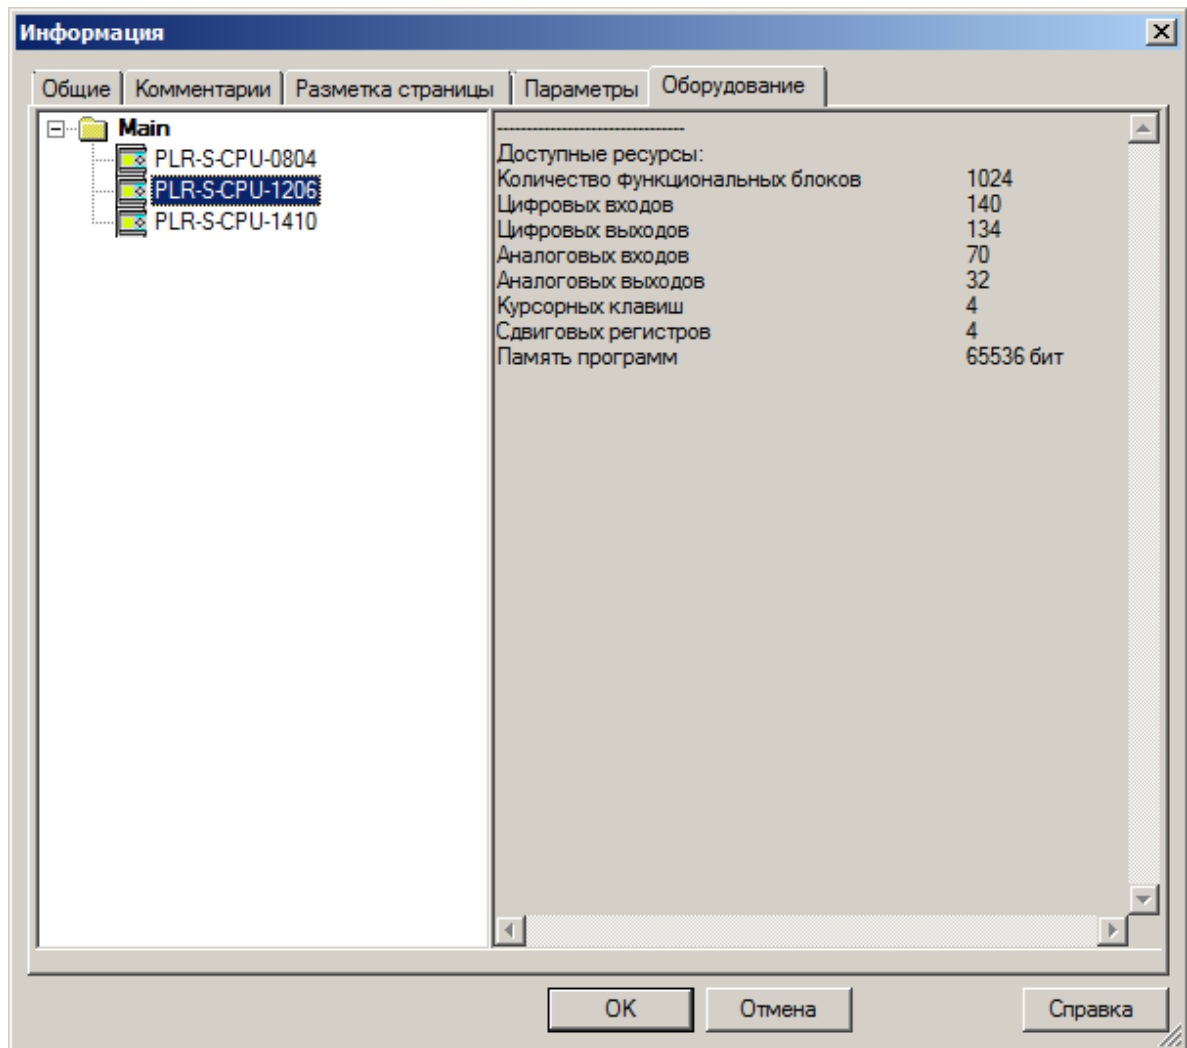 Информация
Общие Комментарии Разметка страницы Параметры Оборудование
Main
PLR-S-CPU-0804
PLR-S-CPU-1206
PLR-S-CPU-1410
--------------------------------
Доступные ресурсы:
Количество функциональных блоков 1024
Цифровых входов 140
Цифровых выходов 134
Аналоговых входов 70
Аналоговых выходов 32
Курсорных клавиш 4
Сдвиговых регистров 4
Память программ 65536 бит
OK Отмена Справка